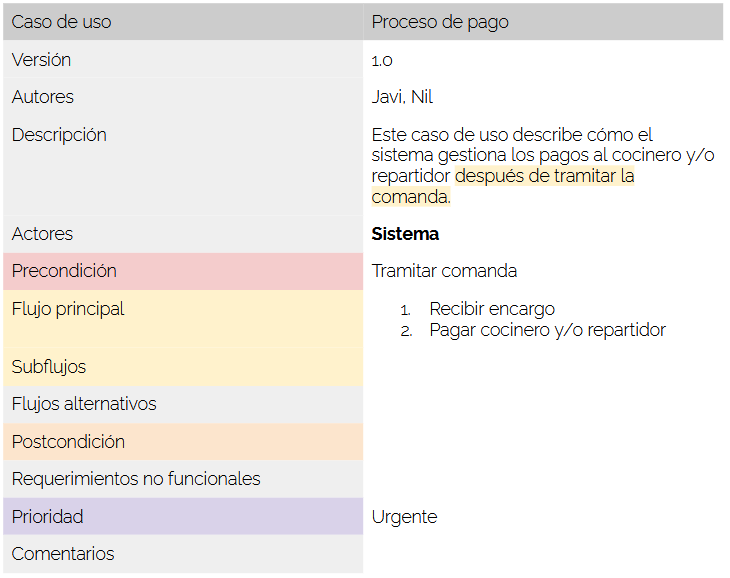 Caso de uso Proceso de pago
Versión 1.0
Autores Javi, Nil
Descripción Este caso de uso describe cómo el
sistema gestiona los pagos al cocinero y/o
repartidor después de tramitar la
comanda.
Actores Sistema
Precondición Tramitar comanda
Flujo principal 1. Recibir encargo
2. Pagar cocinero y/o repartidor
Subflujos
Flujos alternativos
Postcondición
Requerimientos no funcionales
Prioridad Urgente
Comentarios